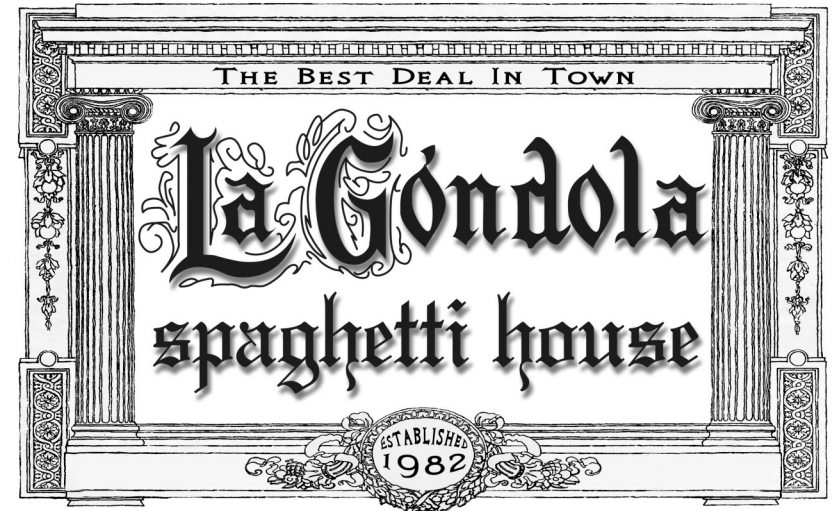 The Best Deal In Town
La Góndola
spaghetti house
ESTABLISHED
1982